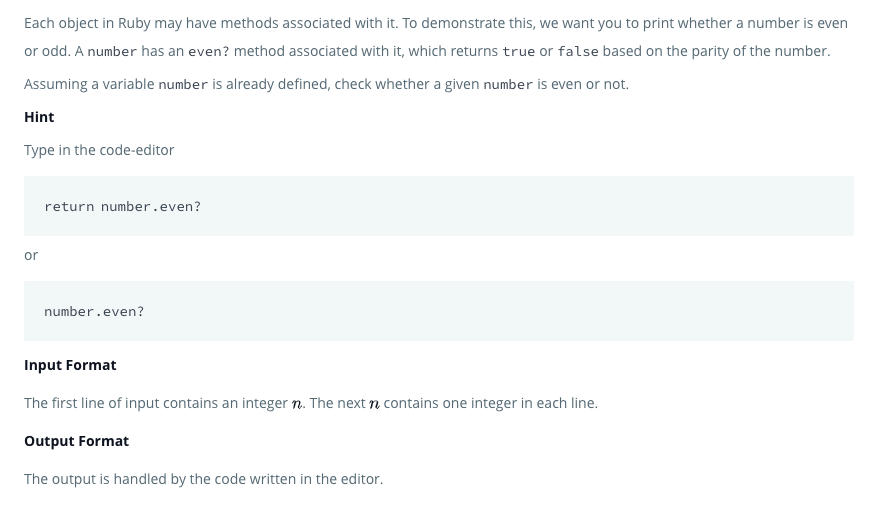 Each object in Ruby may have methods associated with it. To demonstrate this, we want you to print whether a number is even
or odd. A number has an even? method associated with it, which returns true or false based on the parity of the number.
Assuming a variable number is already defined, check whether a given number is even or not.
Hint
Type in the code-editor
return number.even?
or
number.even?
Input Format
The first line of input contains an integer n. The next n contains one integer in each line.
Output Format
The output is handled by the code written in the editor.